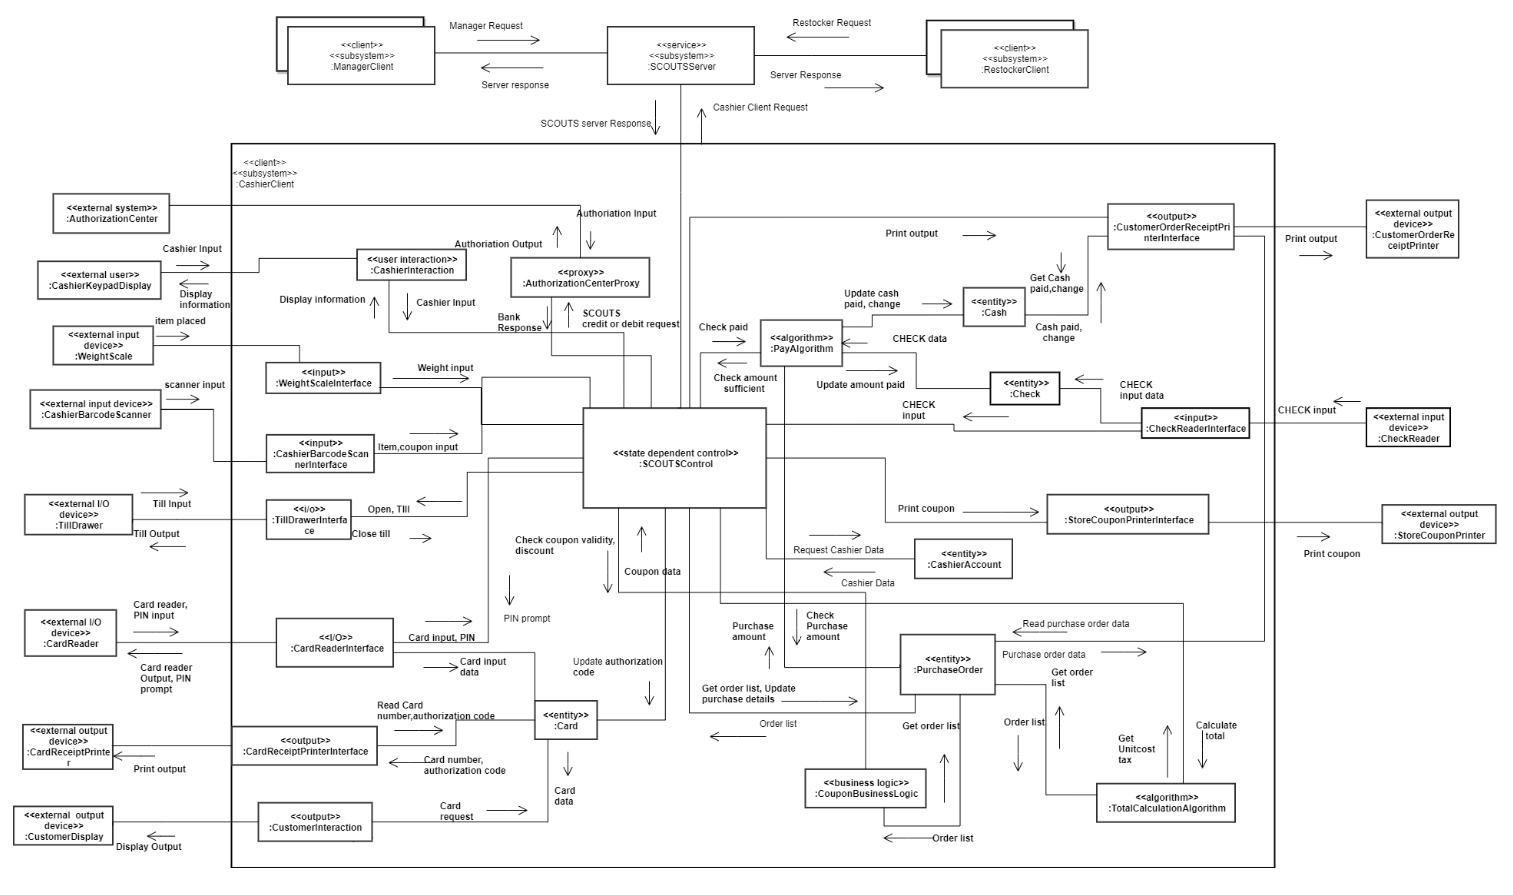 Manager Request
Restocker Request
<<client>>
<<subsystem>>
:ManagerClient
<<service>>
<<subsystem>>
:SCOUTSServer
<<client>>
<<subsystem>>
:RestockerClient
Server response
Server Response
SCOUTS server Response
Cashier Client Request
<<client>>
<<subsystem>>
:CashierClient
<<external system>>
:AuthorizationCenter
Authoriation Input
Authoriation Output
<<output>>
:CustomerOrderReceiptPri
nterInterface
<<external output
device>>
:CustomerOrderRe
ceiptPrinter
Print output
Print output
Cashier Input
<<external user>>
:CashierKeypadDisplay
Display
information
<<user interaction>>
:CashierInteraction
<<proxy>>
:AuthorizationCenterProxy
Display information
Cashier Input
Bank
Response
SCOUTS
credit or debit request
Get Cash
paid,change
Update cash
paid, change
<<entity>>
:Cash
Cash paid,
change
item placed
<<external input
device>>
:WeightScale
<<input>>
:WeightScaleInterface
Weight input
Check paid
<<algorithm>>
:PayAlgorithm
CHECK data
Check amount
sufficient
Update amount paid
<<entity>>
:Check
CHECK
input data
scanner input
<<external input device>>
:CashierBarcodeScanner
<<input>>
:CashierBarcodeScan
nerInterface
Item,coupon input
CHECK
input
<<input>>
:CheckReaderInterface
CHECK input
<<external input
device>>
:CheckReader
<<state dependent control>>
:SCOUTSControl
Till Input
<<external I/O
device>>
:TillDrawer
Till Output
<<i/o>>
:TillDrawerInterfa
ce
Open, TIll
Close till
Print coupon
<<output>>
:StoreCouponPrinterInterface
<<external output
device>>
:StoreCouponPrinter
Print coupon
Check coupon validity,
discount
Coupon data
Request Cashier Data
Cashier Data
<<entity>>
:CashierAccount
Card reader,
PIN input
<<external I/O
device>>
:CardReader
Card reader
Output, PIN
prompt
<<I/O>>
:CardReaderInterface
PIN prompt
Card input, PIN
Card input
data
Update authorization
code
Purchase
amount
Check
Purchase
amount
<<entity>>
:PurchaseOrder
Read purchase order data
Purchase order data
Get order
list
Get order list, Update
purchase details
Order list
Get order list
Order list
Get
Unitcost
tax
Calculate
total
Read Card
number,authorization code
<<entity>>
:Card
<<external output
device>>
:CardReceiptPrinte
r
Print output
<<output>>
:CardReceiptPrinterInterface
Card number,
authorization code
Card
data
<<business logic>>
:CouponBusinessLogic
<<algorithm>>
:TotalCalculationAlgorithm
<<external  output
device>>
:CustomerDisplay
Display Output
<<output>>
:CustomerInteraction
Card
request
Order list